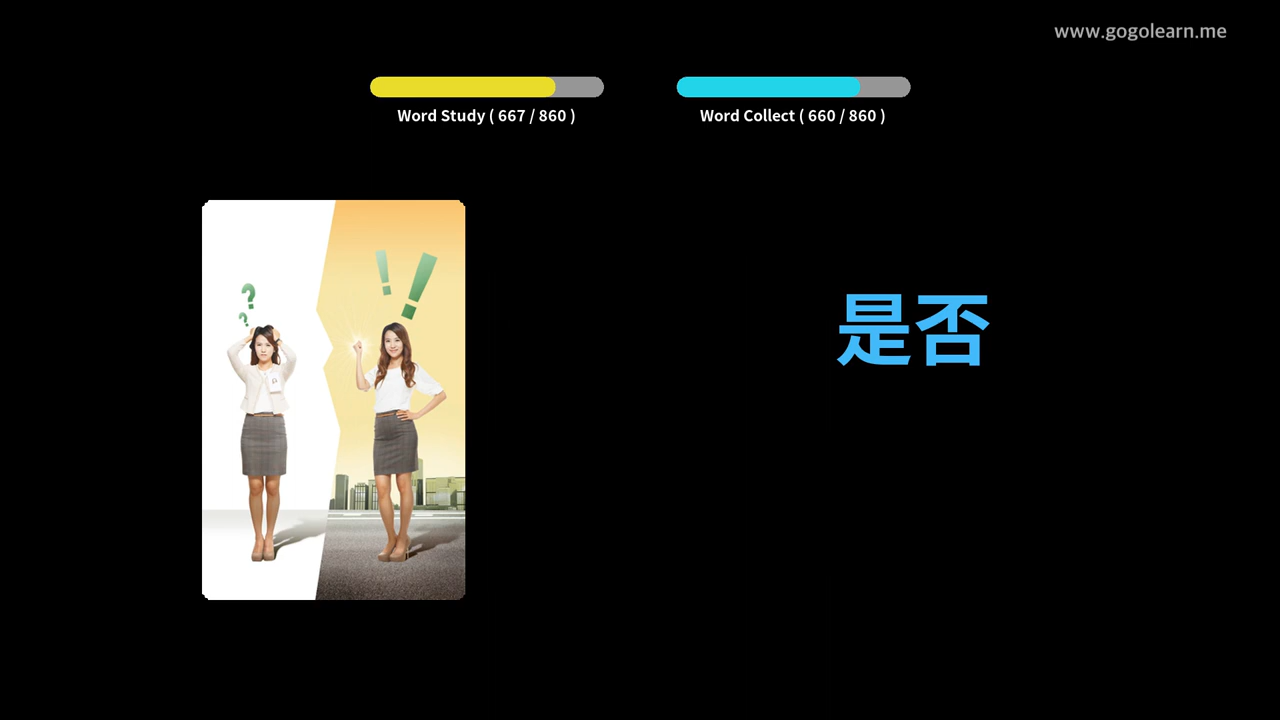 www.gogolearn.me
Word Study ( 667 / 860 )
Word Collect ( 660 / 860 )
? ?
! !
是否